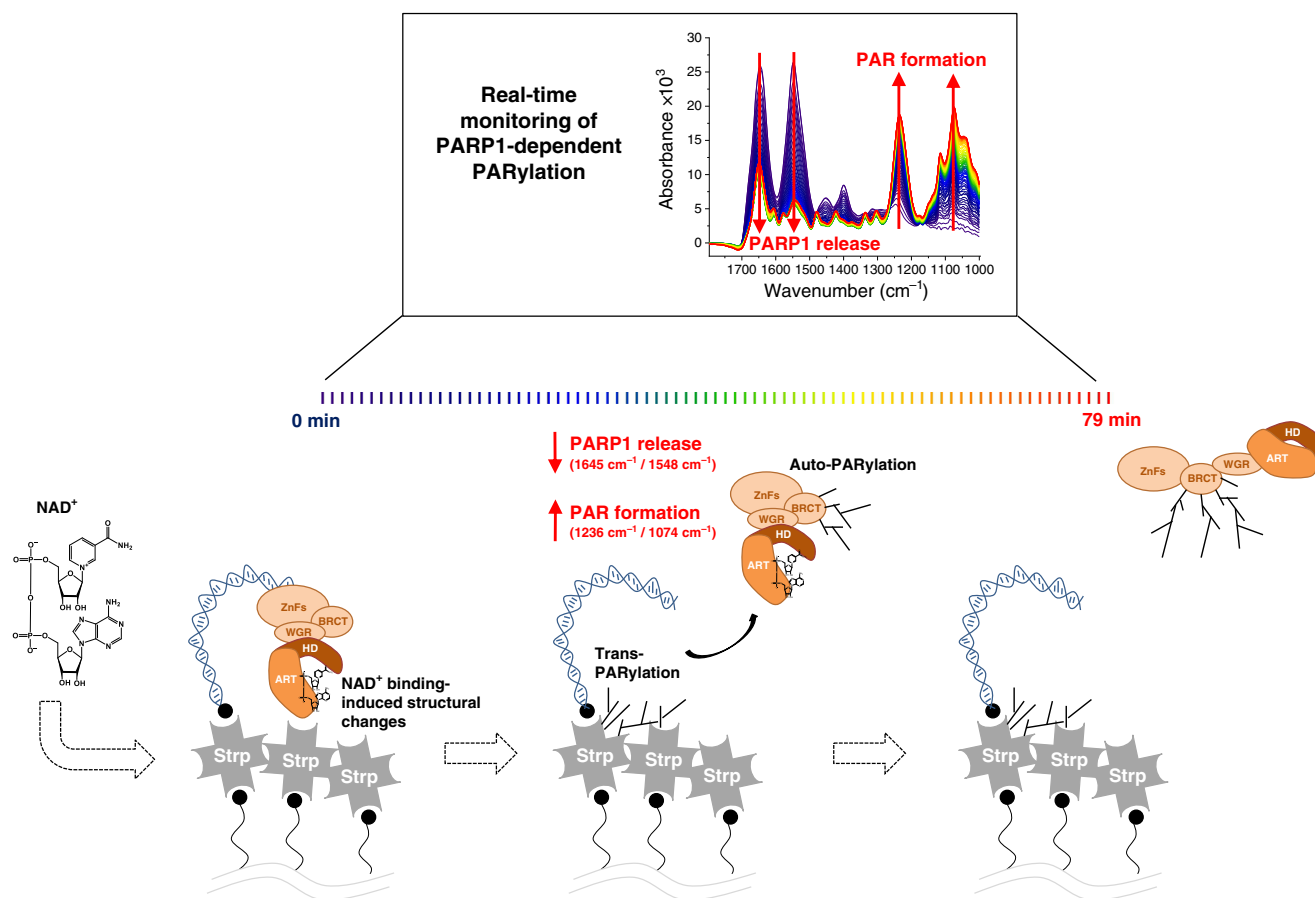 Real-time
monitoring of
PARP1-dependent
PARylation
Absorbance ×10³
30
25
20
15
10
5
0
PAR formation
PARP1 release
1700 1600 1500 1400 1300 1200 1100 1000
Wavenumber (cm⁻¹)
0 min
79 min
PARP1 release
(1645 cm⁻¹ / 1548 cm⁻¹)
PAR formation
(1236 cm⁻¹ / 1074 cm⁻¹)
Auto-PARylation
ZnFs
BRCT
WGR
HD
ART
ZnFs
BRCT
WGR
ART
HD
NAD⁺
O
NH₂
N⁺
O⁻
O=P
O
O
OH OH
O
NH₂
N
N
N
N
O=P
O⁻
O
O
OH OH
ZnFs
BRCT
WGR
HD
ART
NAD⁺ binding-
induced structural
changes
Trans-
PARylation
Strp
Strp
Strp
Strp
Strp
Strp
Strp
Strp
Strp